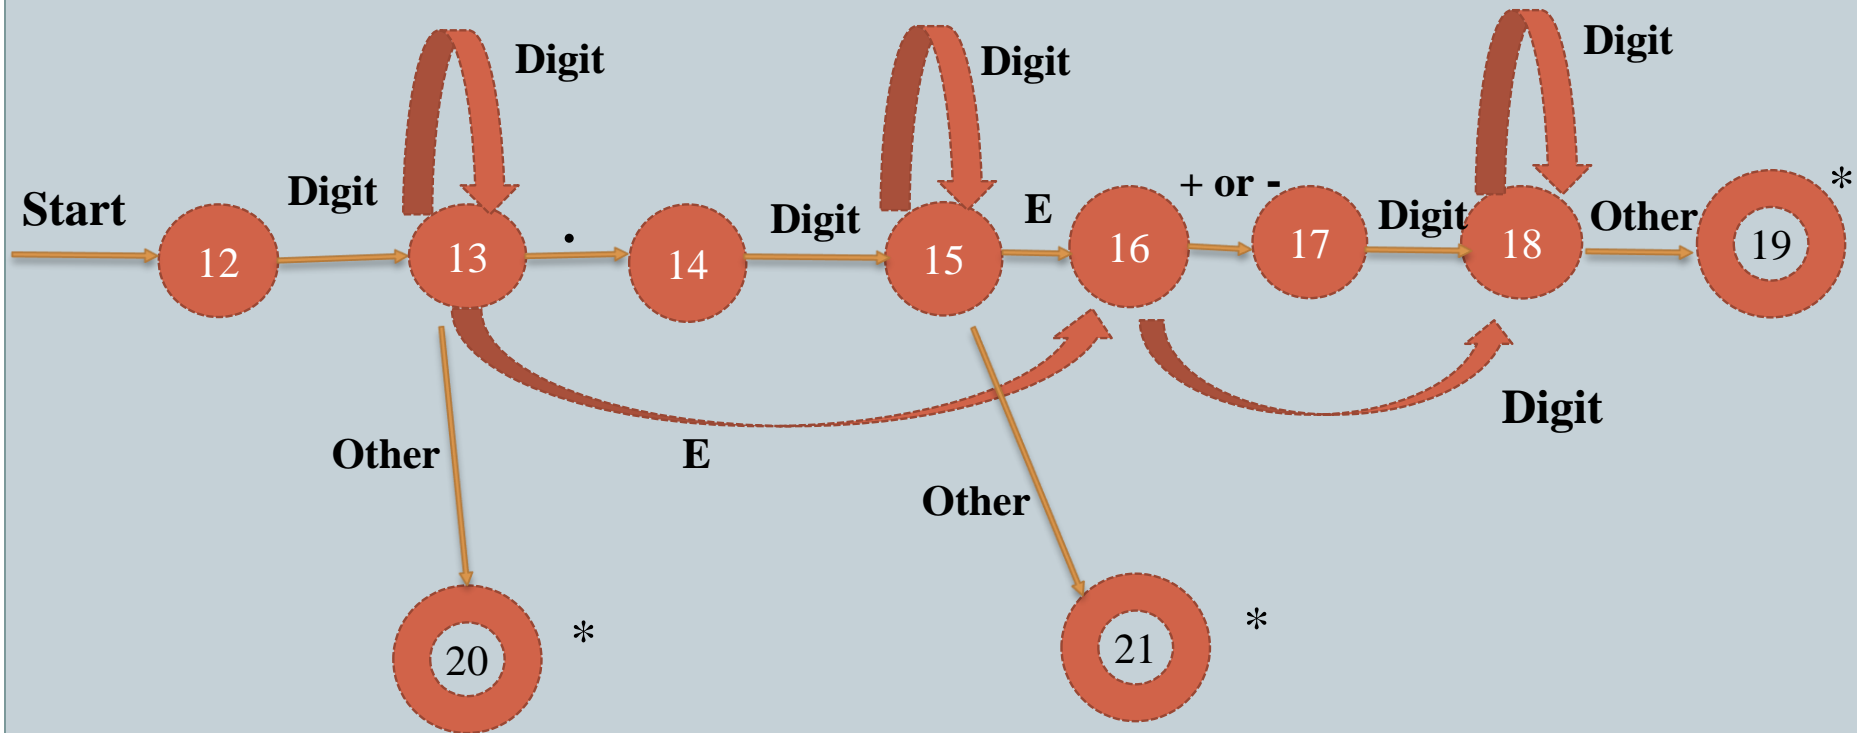 Digit
Digit
Digit
Start
Digit
.
Digit
E
+ or -
Digit
Other
*
12
13
14
15
16
17
18
19
Other
E
Other
Digit
20
*
21
*